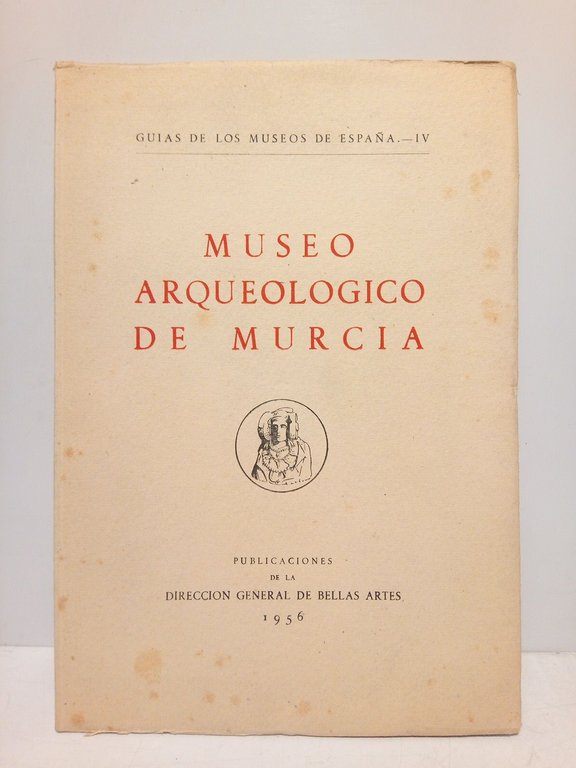 GUIAS DE LOS MUSEOS DE ESPAÑA.—IV
MUSEO
ARQUEOLOGICO
DE MURCIA
PUBLICACIONES
DE LA
DIRECCION GENERAL DE BELLAS ARTES
1956